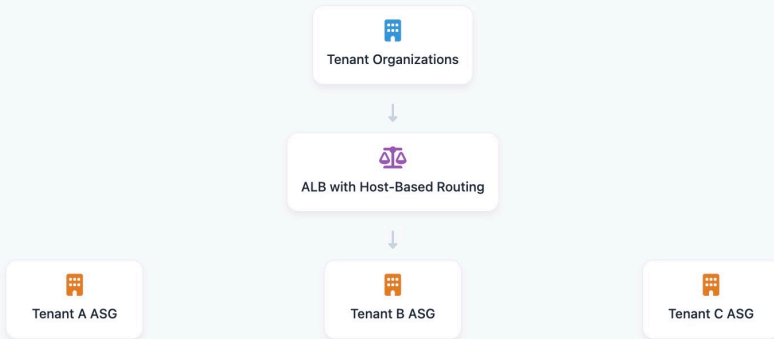 Tenant Organizations
ALB with Host-Based Routing
Tenant A ASG
Tenant B ASG
Tenant C ASG